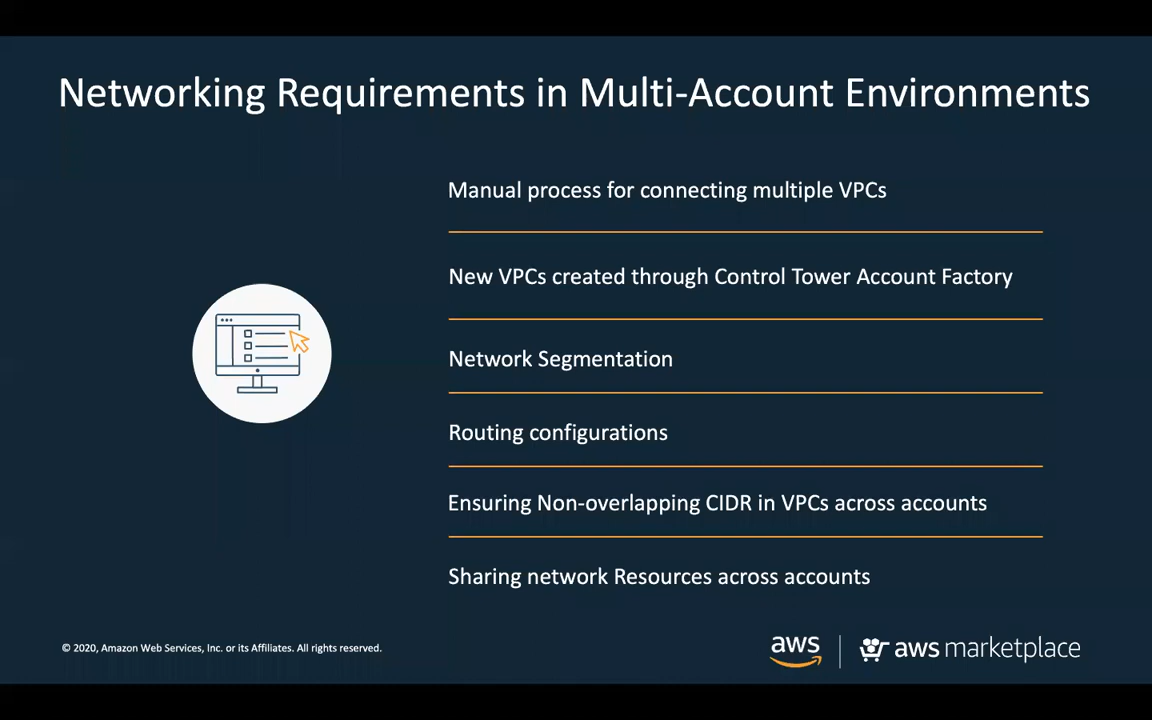 Networking Requirements in Multi-Account Environments
Manual process for connecting multiple VPCs
New VPCs created through Control Tower Account Factory
Network Segmentation
Routing configurations
Ensuring Non-overlapping CIDR in VPCs across accounts
Sharing network Resources across accounts
© 2020, Amazon Web Services, Inc. or its Affiliates. All rights reserved.
aws
aws marketplace